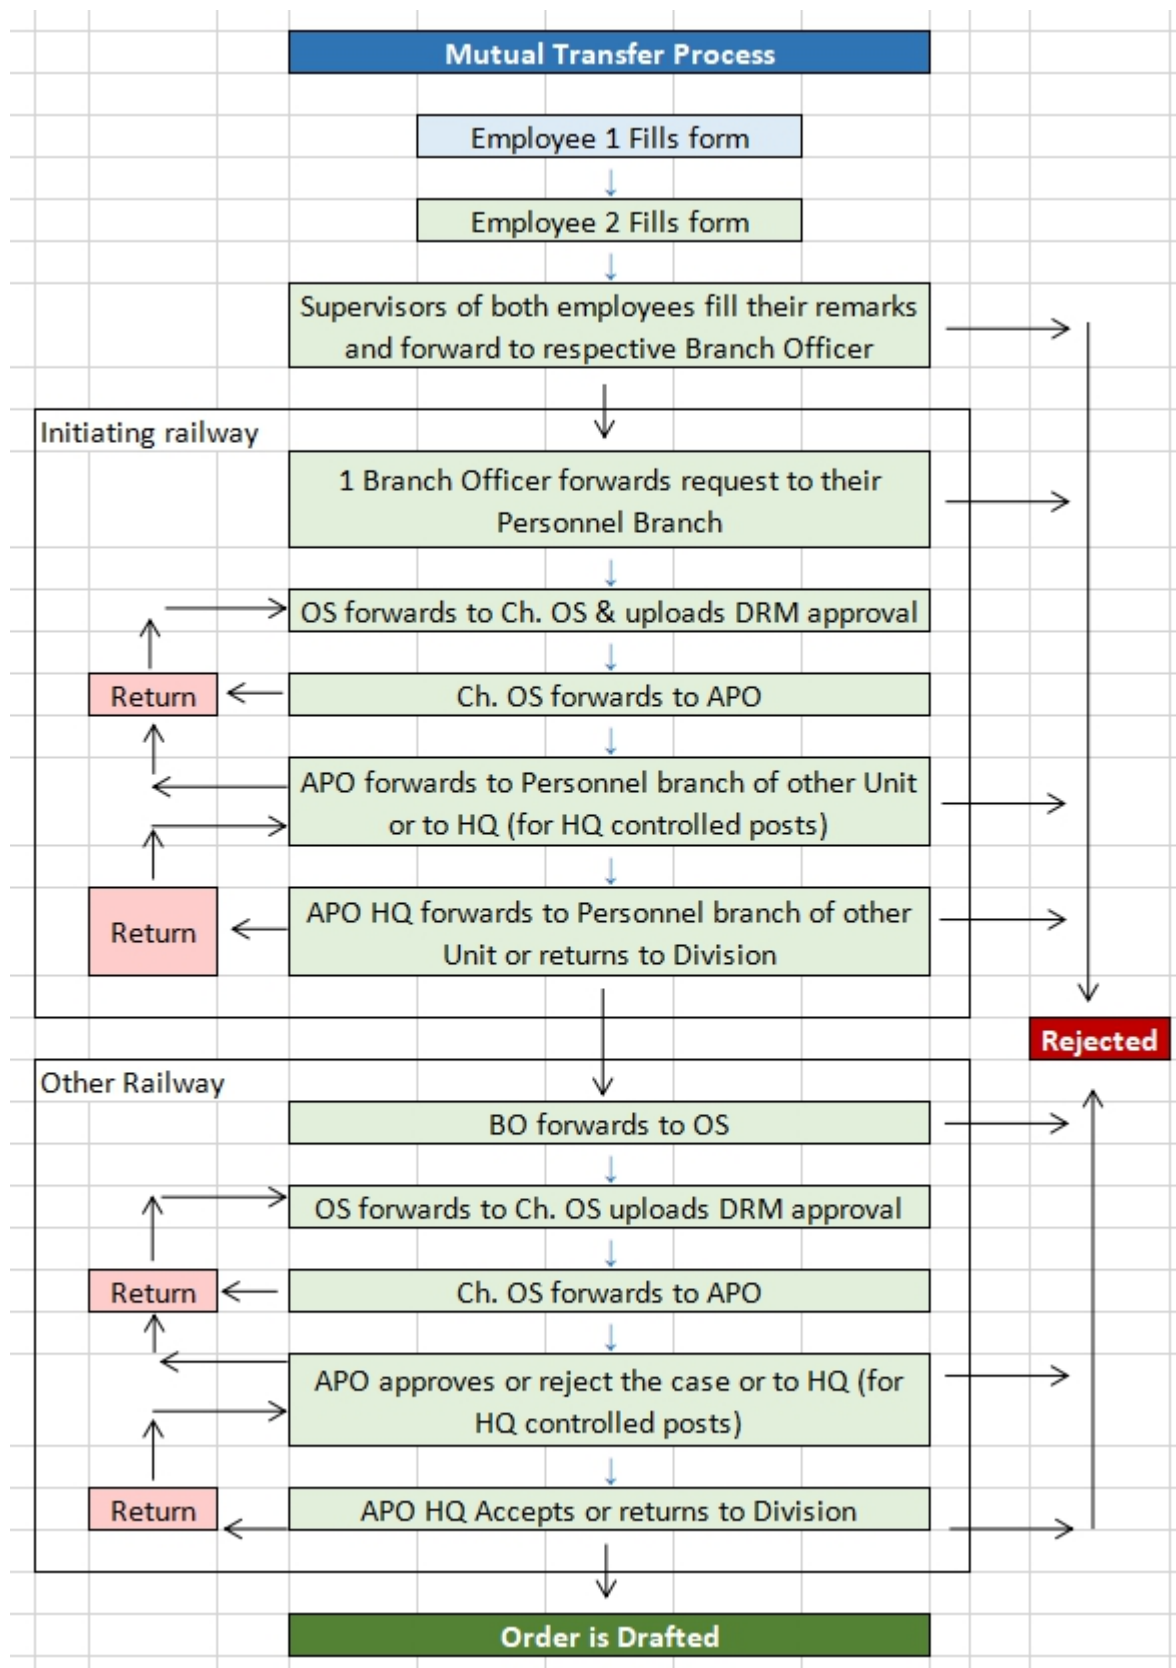 Mutual Transfer Process
Employee 1 Fills form
Employee 2 Fills form
Supervisors of both employees fill their remarks
and forward to respective Branch Officer
Initiating railway
1 Branch Officer forwards request to their
Personnel Branch
OS forwards to Ch. OS & uploads DRM approval
Return
Ch. OS forwards to APO
APO forwards to Personnel branch of other Unit
or to HQ (for HQ controlled posts)
Return
APO HQ forwards to Personnel branch of other
Unit or returns to Division
Rejected
Other Railway
BO forwards to OS
OS forwards to Ch. OS uploads DRM approval
Return
Ch. OS forwards to APO
APO approves or reject the case or to HQ (for
HQ controlled posts)
Return
APO HQ Accepts or returns to Division
Order is Drafted